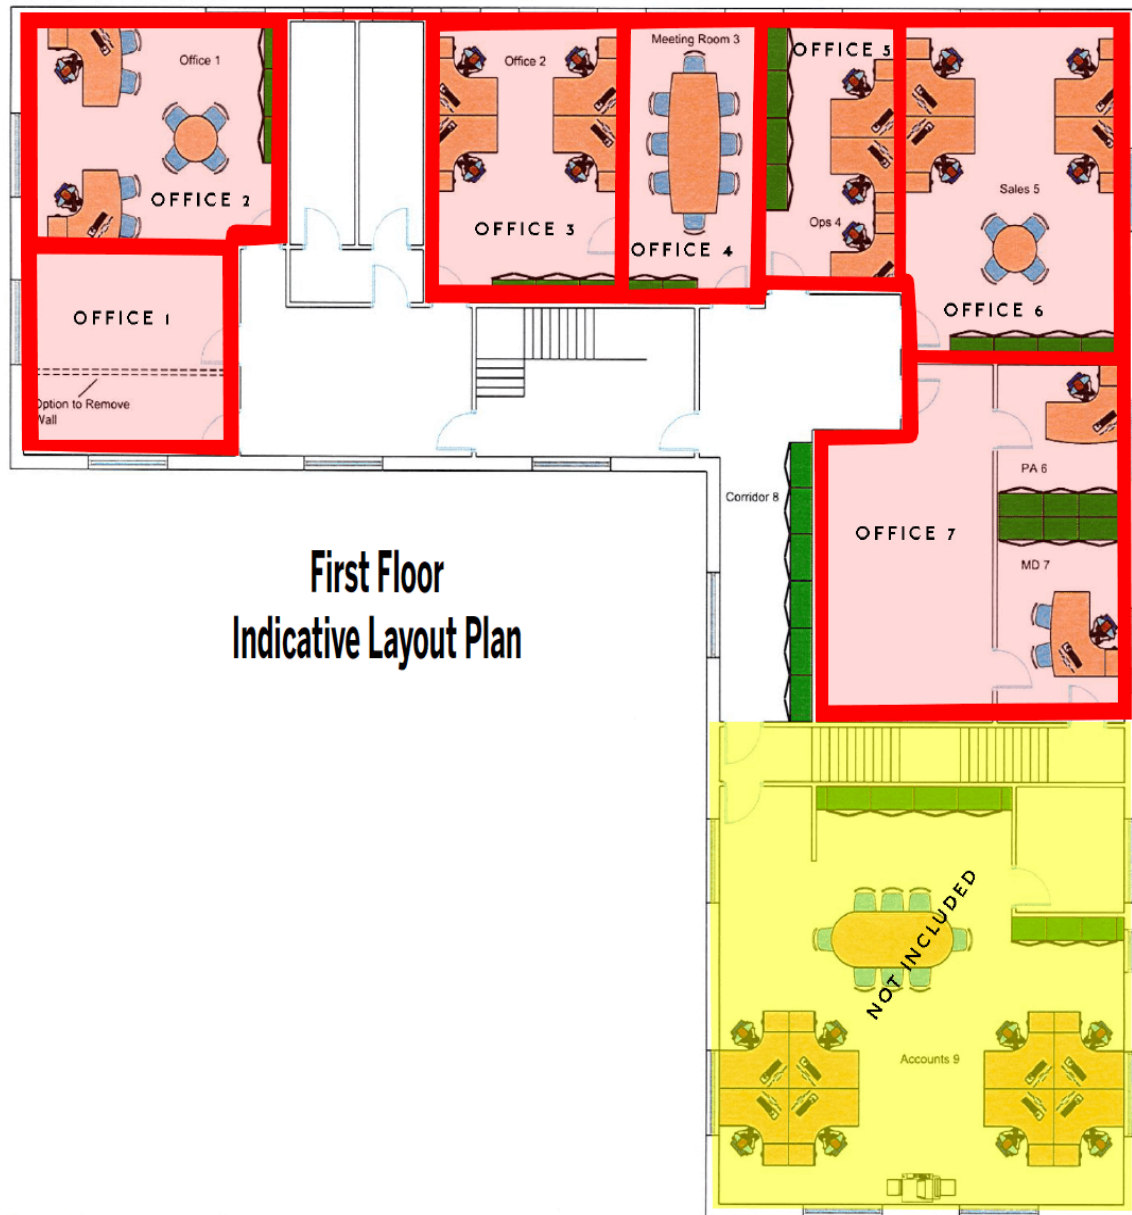 Office 1
OFFICE 2
OFFICE 1
Option to Remove
Wall
Office 2
OFFICE 3
Meeting Room 3
OFFICE 4
OFFICE 5
Ops 4
Sales 5
OFFICE 6
PA 6
OFFICE 7
MD 7
Corridor 8
First Floor
Indicative Layout Plan
NOT INCLUDED
Accounts 9